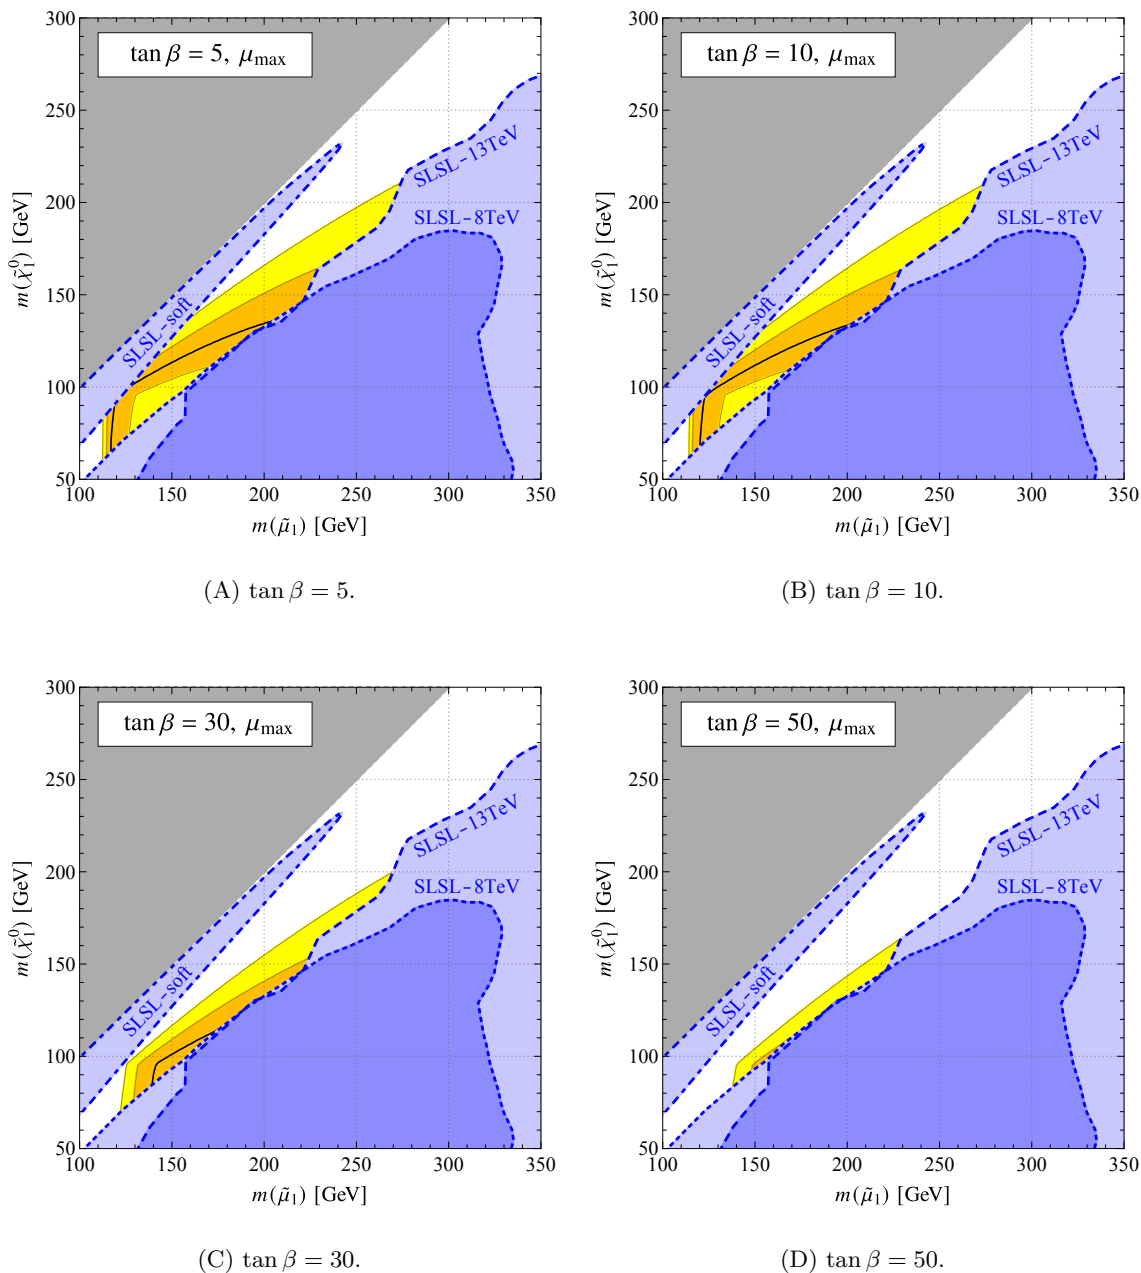 tan β = 5, μmax
SLSL-13TeV
SLSL-8TeV
SLSL-soft
m(χ̃₁⁰) [GeV]
300
250
200
150
100
50
100 150 200 250 300 350
m(μ̃₁) [GeV]
(A) tan β = 5.
tan β = 10, μmax
SLSL-13TeV
SLSL-8TeV
SLSL-soft
m(χ̃₁⁰) [GeV]
300
250
200
150
100
50
100 150 200 250 300 350
m(μ̃₁) [GeV]
(B) tan β = 10.
tan β = 30, μmax
SLSL-13TeV
SLSL-8TeV
SLSL-soft
m(χ̃₁⁰) [GeV]
300
250
200
150
100
50
100 150 200 250 300 350
m(μ̃₁) [GeV]
(C) tan β = 30.
tan β = 50, μmax
SLSL-13TeV
SLSL-8TeV
SLSL-soft
m(χ̃₁⁰) [GeV]
300
250
200
150
100
50
100 150 200 250 300 350
m(μ̃₁) [GeV]
(D) tan β = 50.